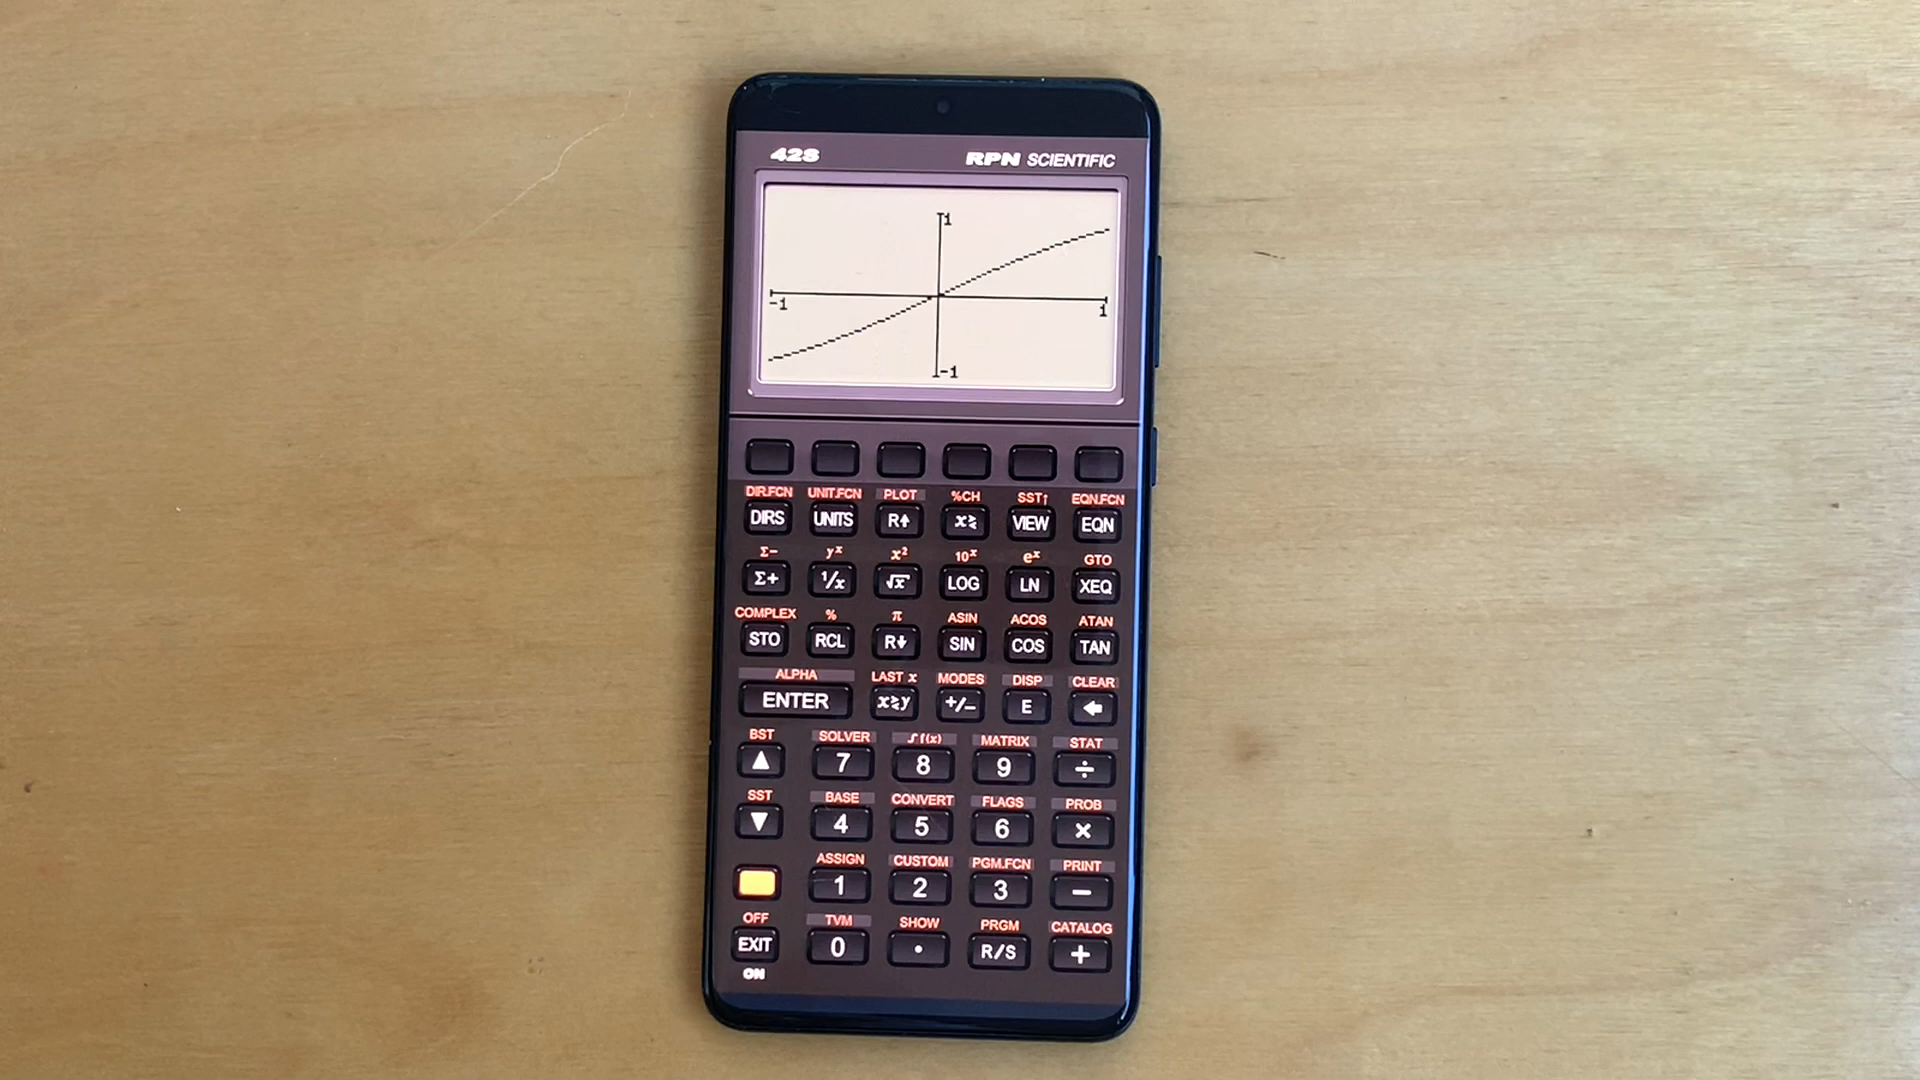 42S RPN SCIENTIFIC
1
-1 1
-1
DIR.FCN UNIT.FCN PLOT %CH SST↑ EQN.FCN
DIRS UNITS R↑ x≷ VIEW EQN
Σ− yˣ x² 10ˣ eˣ GTO
Σ+ 1/x √x LOG LN XEQ
COMPLEX % π ASIN ACOS ATAN
STO RCL R↓ SIN COS TAN
ALPHA LAST x MODES DISP CLEAR
ENTER x≷y +/− E ←
BST SOLVER ∫f(x) MATRIX STAT
▲ 7 8 9 ÷
SST BASE CONVERT FLAGS PROB
▼ 4 5 6 ×
ASSIGN CUSTOM PGM.FCN PRINT
1 2 3 −
OFF TVM SHOW PRGM CATALOG
EXIT 0 . R/S +
ON